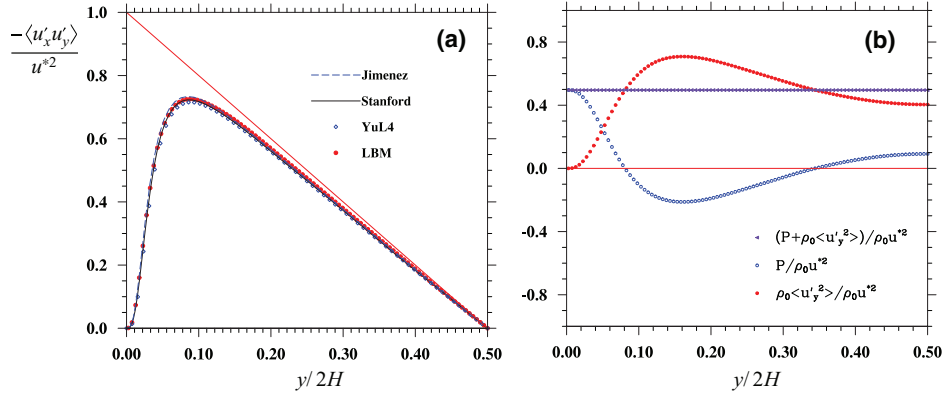 −⟨u′ₓu′ᵧ⟩
u*²
1.0
0.8
0.6
0.4
0.2
0.0
(a)
Jimenez
Stanford
YuL4
LBM
0.00 0.10 0.20 0.30 0.40 0.50
y/2H
0.8
0.4
0.0
-0.4
-0.8
(b)
(P+ρ₀<u′ᵧ²>)/ρ₀u*²
P/ρ₀u*²
ρ₀<u′ᵧ²>/ρ₀u*²
0.00 0.10 0.20 0.30 0.40 0.50
y/2H